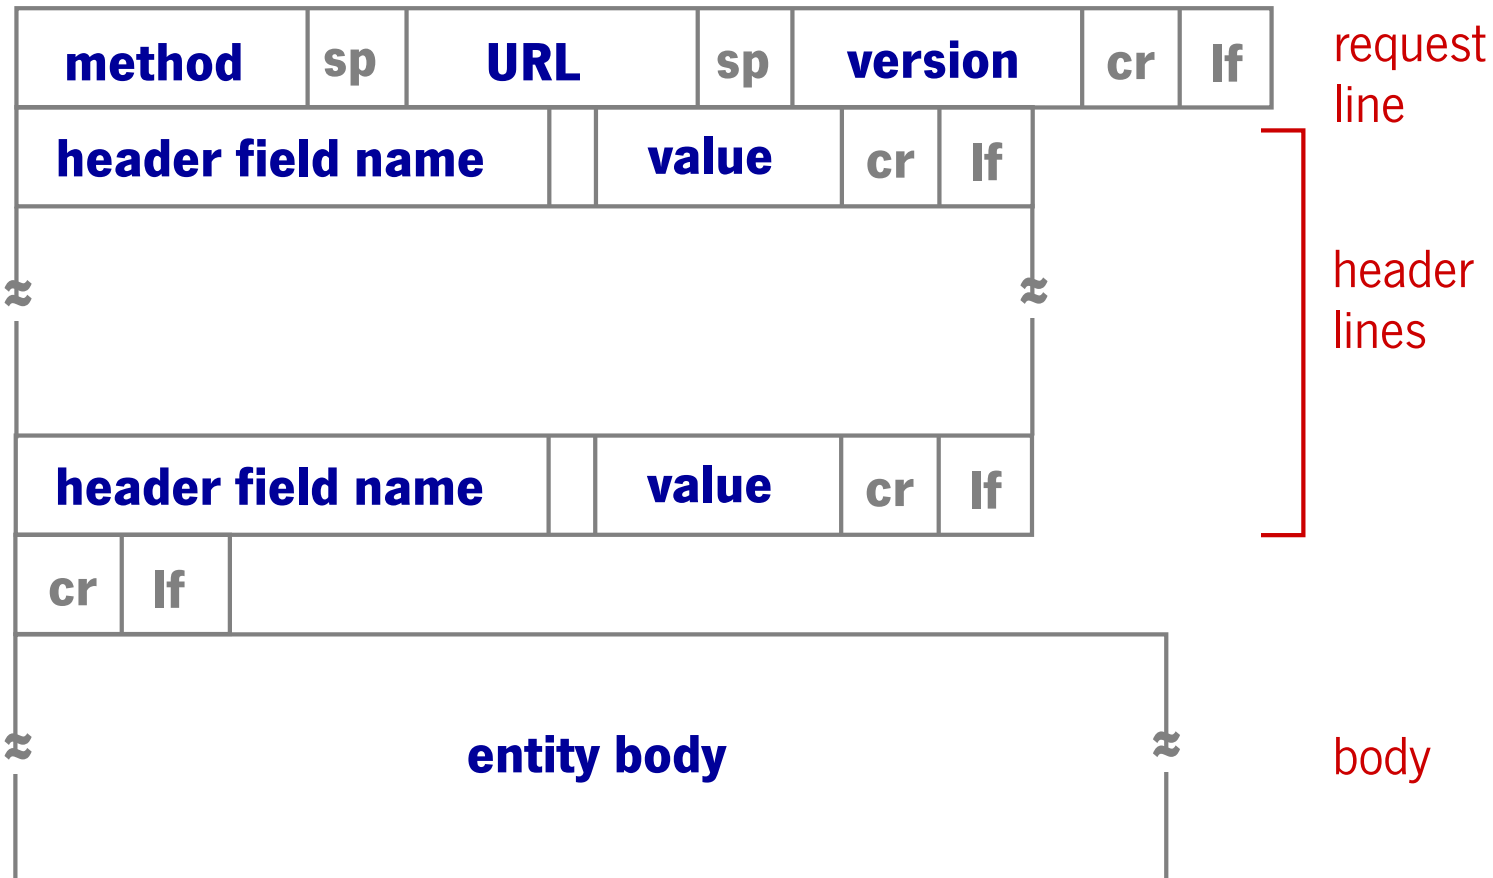 method sp URL sp version cr lf
request
line
header field name value cr lf
header
lines
header field name value cr lf
cr lf
entity body
body